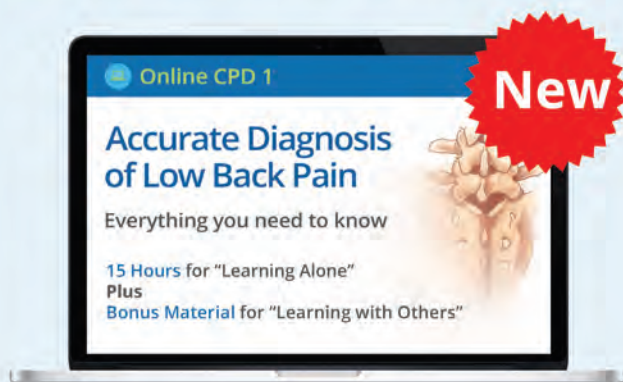 Online CPD 1
New
Accurate Diagnosis
of Low Back Pain
Everything you need to know
15 Hours for “Learning Alone”
Plus
Bonus Material for “Learning with Others”